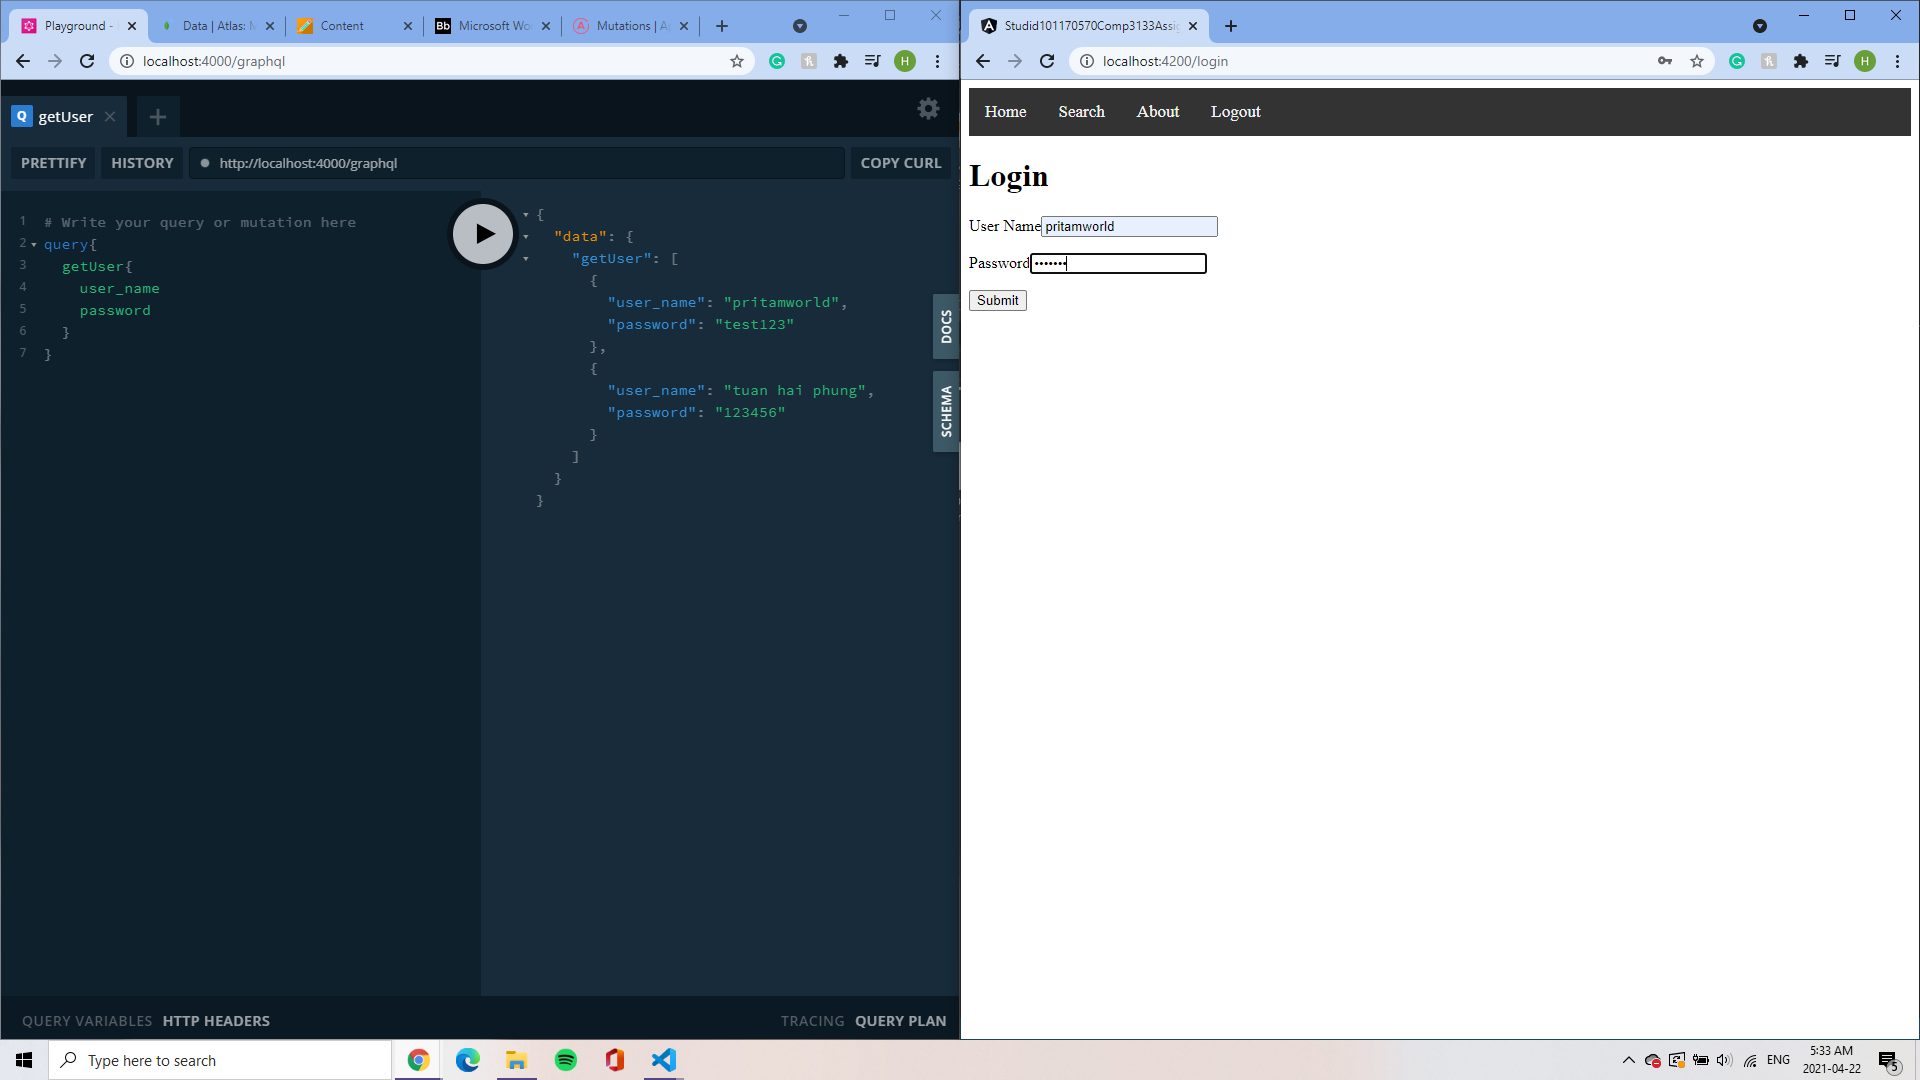 Playground -
Data | Atlas: M
Content
Bb Microsoft Wo
Mutations | A
localhost:4000/graphql
H
Q getUser
PRETTIFY
HISTORY
http://localhost:4000/graphql
COPY CURL
1 # Write your query or mutation here
2 query{
3 getUser{
4 user_name
5 password
6 }
7 }
{
"data": {
"getUser": [
{
"user_name": "pritamworld",
"password": "test123"
},
{
"user_name": "tuan hai phung",
"password": "123456"
}
]
}
}
DOCS
SCHEMA
QUERY VARIABLES HTTP HEADERS
TRACING QUERY PLAN
Studid101170570Comp3133Assig
localhost:4200/login
H
Home Search About Logout
Login
User Name pritamworld
Password •••••••
Submit
Type here to search
ENG
5:33 AM
2021-04-22
5